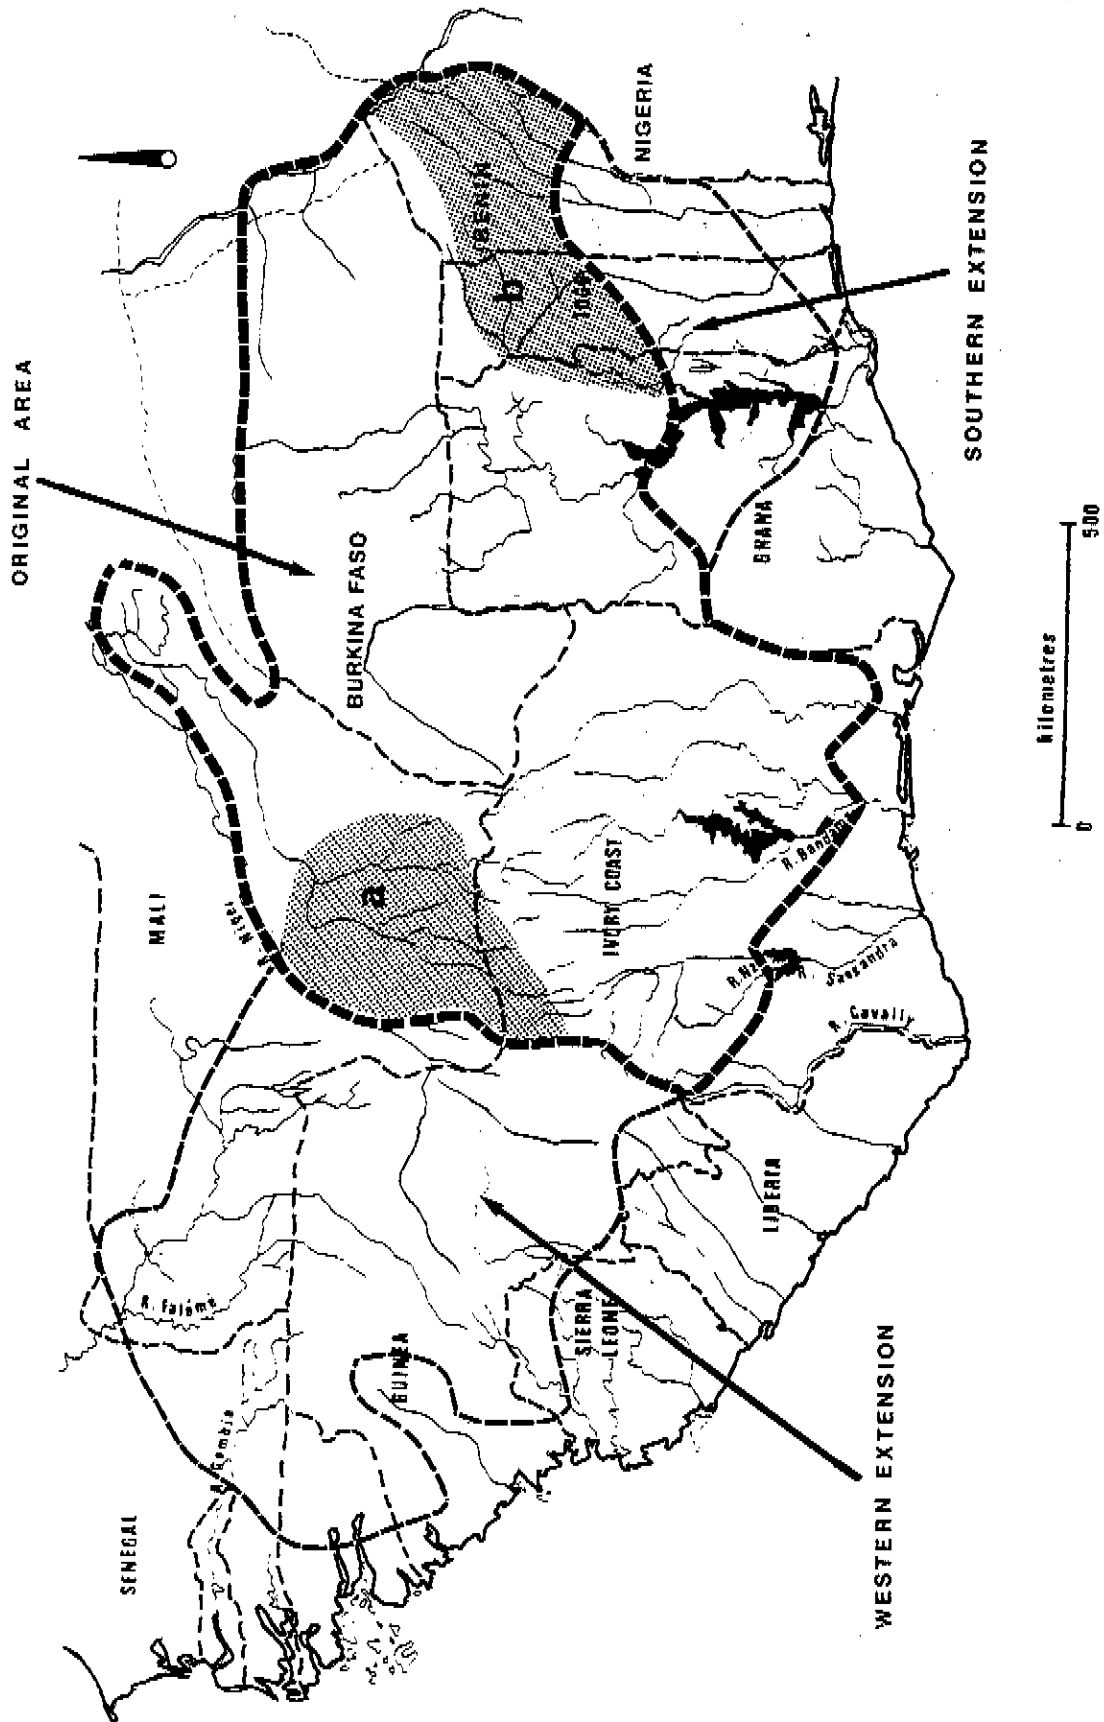 ORIGINAL AREA
SENEGAL
MALI
R. Niger
R. Gambia
R. Falémé
BURKINA FASO
a
b
BENIN
TOGO
NIGERIA
GUINEA
SIERRA
LEONE
IVORY COAST
GHANA
LIBERIA
R. Bandama
R. Sassandra
R. Cavally
WESTERN EXTENSION
SOUTHERN EXTENSION
kilometres
0
500